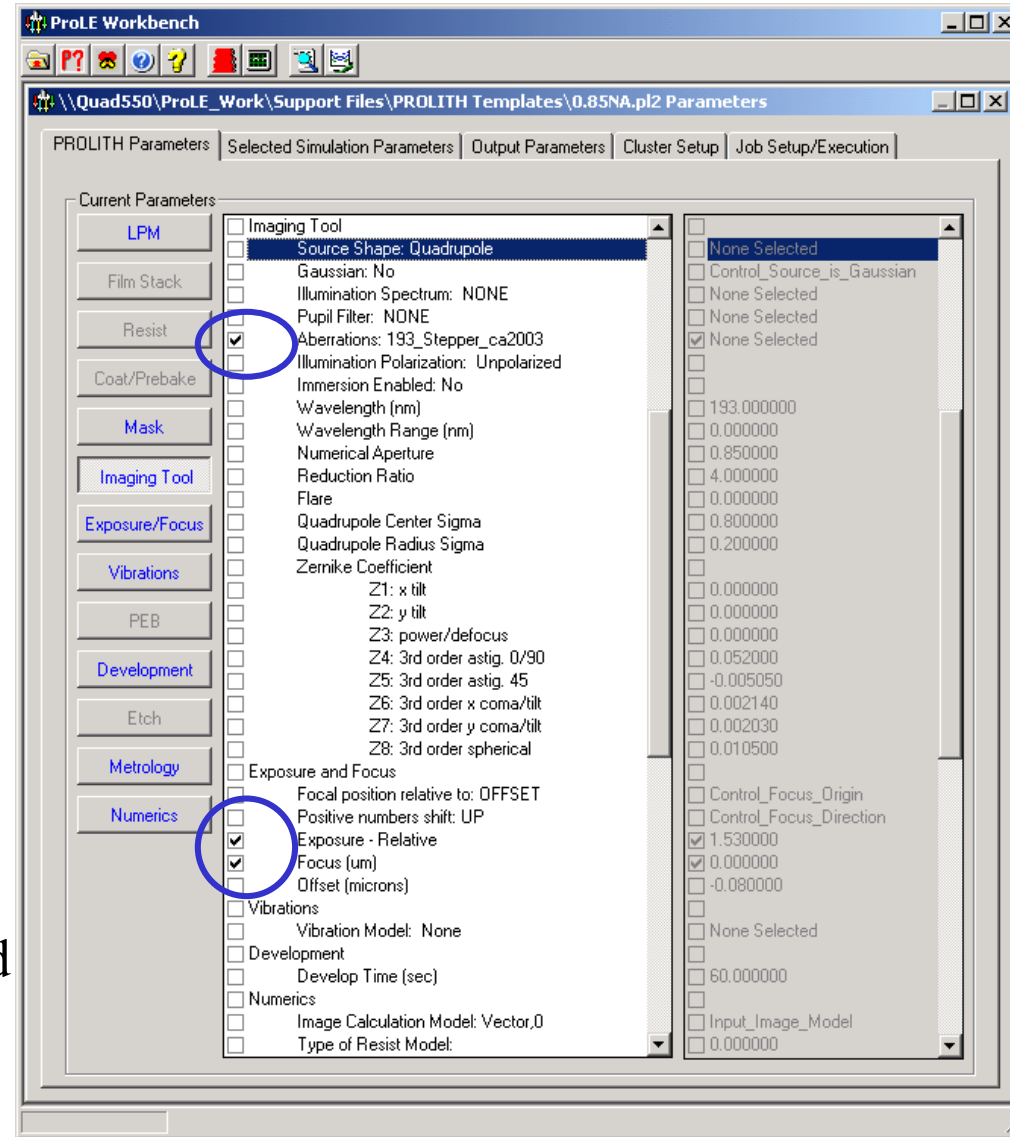 ProLE Workbench
\\Quad550\ProLE_Work\Support Files\PROLITH Templates\0.85NA.pl2 Parameters
PROLITH Parameters Selected Simulation Parameters Output Parameters Cluster Setup Job Setup/Execution
Current Parameters
LPM
Film Stack
Resist
Coat/Prebake
Mask
Imaging Tool
Exposure/Focus
Vibrations
PEB
Development
Etch
Metrology
Numerics
Imaging Tool
Source Shape: Quadrupole None Selected
Gaussian: No Control_Source_is_Gaussian
Illumination Spectrum: NONE None Selected
Pupil Filter: NONE None Selected
Aberrations: 193_Stepper_ca2003 None Selected
Illumination Polarization: Unpolarized
Immersion Enabled: No
Wavelength (nm) 193.000000
Wavelength Range (nm) 0.000000
Numerical Aperture 0.850000
Reduction Ratio 4.000000
Flare 0.000000
Quadrupole Center Sigma 0.800000
Quadrupole Radius Sigma 0.200000
Zernike Coefficient
Z1: x tilt 0.000000
Z2: y tilt 0.000000
Z3: power/defocus 0.000000
Z4: 3rd order astig. 0/90 0.052000
Z5: 3rd order astig. 45 -0.005050
Z6: 3rd order x coma/tilt 0.002140
Z7: 3rd order y coma/tilt 0.002030
Z8: 3rd order spherical 0.010500
Exposure and Focus
Focal position relative to: OFFSET Control_Focus_Origin
Positive numbers shift: UP Control_Focus_Direction
Exposure - Relative 1.530000
Focus (um) 0.000000
Offset (microns) -0.080000
Vibrations
Vibration Model: None None Selected
Development
Develop Time (sec) 60.000000
Numerics
Image Calculation Model: Vector,0 Input_Image_Model
Type of Resist Model: 0.000000